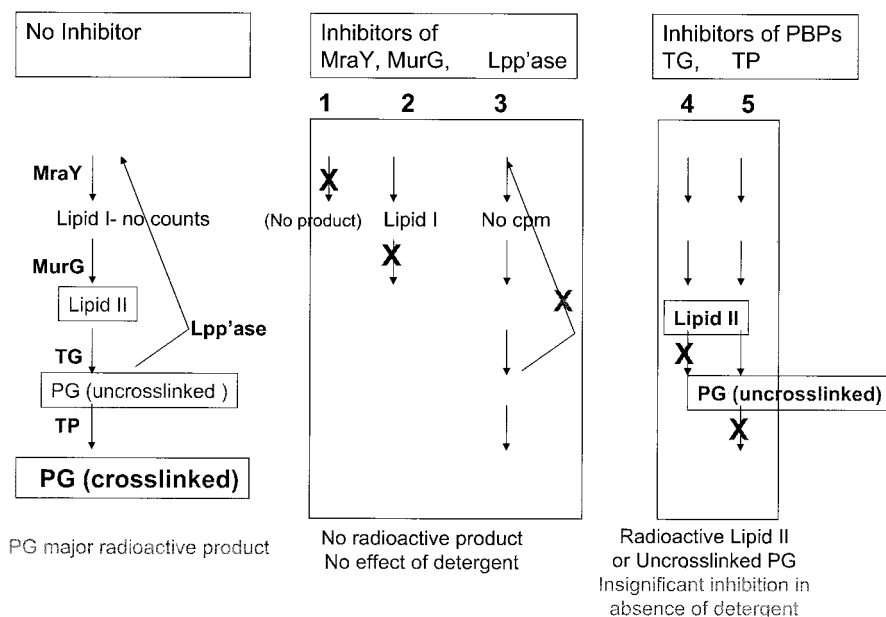 No Inhibitor
MraY
Lipid I- no counts
MurG
Lipid II
Lpp'ase
TG
PG (uncrosslinked )
TP
PG (crosslinked)
PG major radioactive product
Inhibitors of
MraY, MurG, Lpp'ase
1 2 3
X
(No product) Lipid I No cpm
X
X
No radioactive product
No effect of detergent
Inhibitors of PBPs
TG, TP
4 5
Lipid II
X
PG (uncrosslinked)
X
Radioactive Lipid II
or Uncrosslinked PG
Insignificant inhibition in
absence of detergent